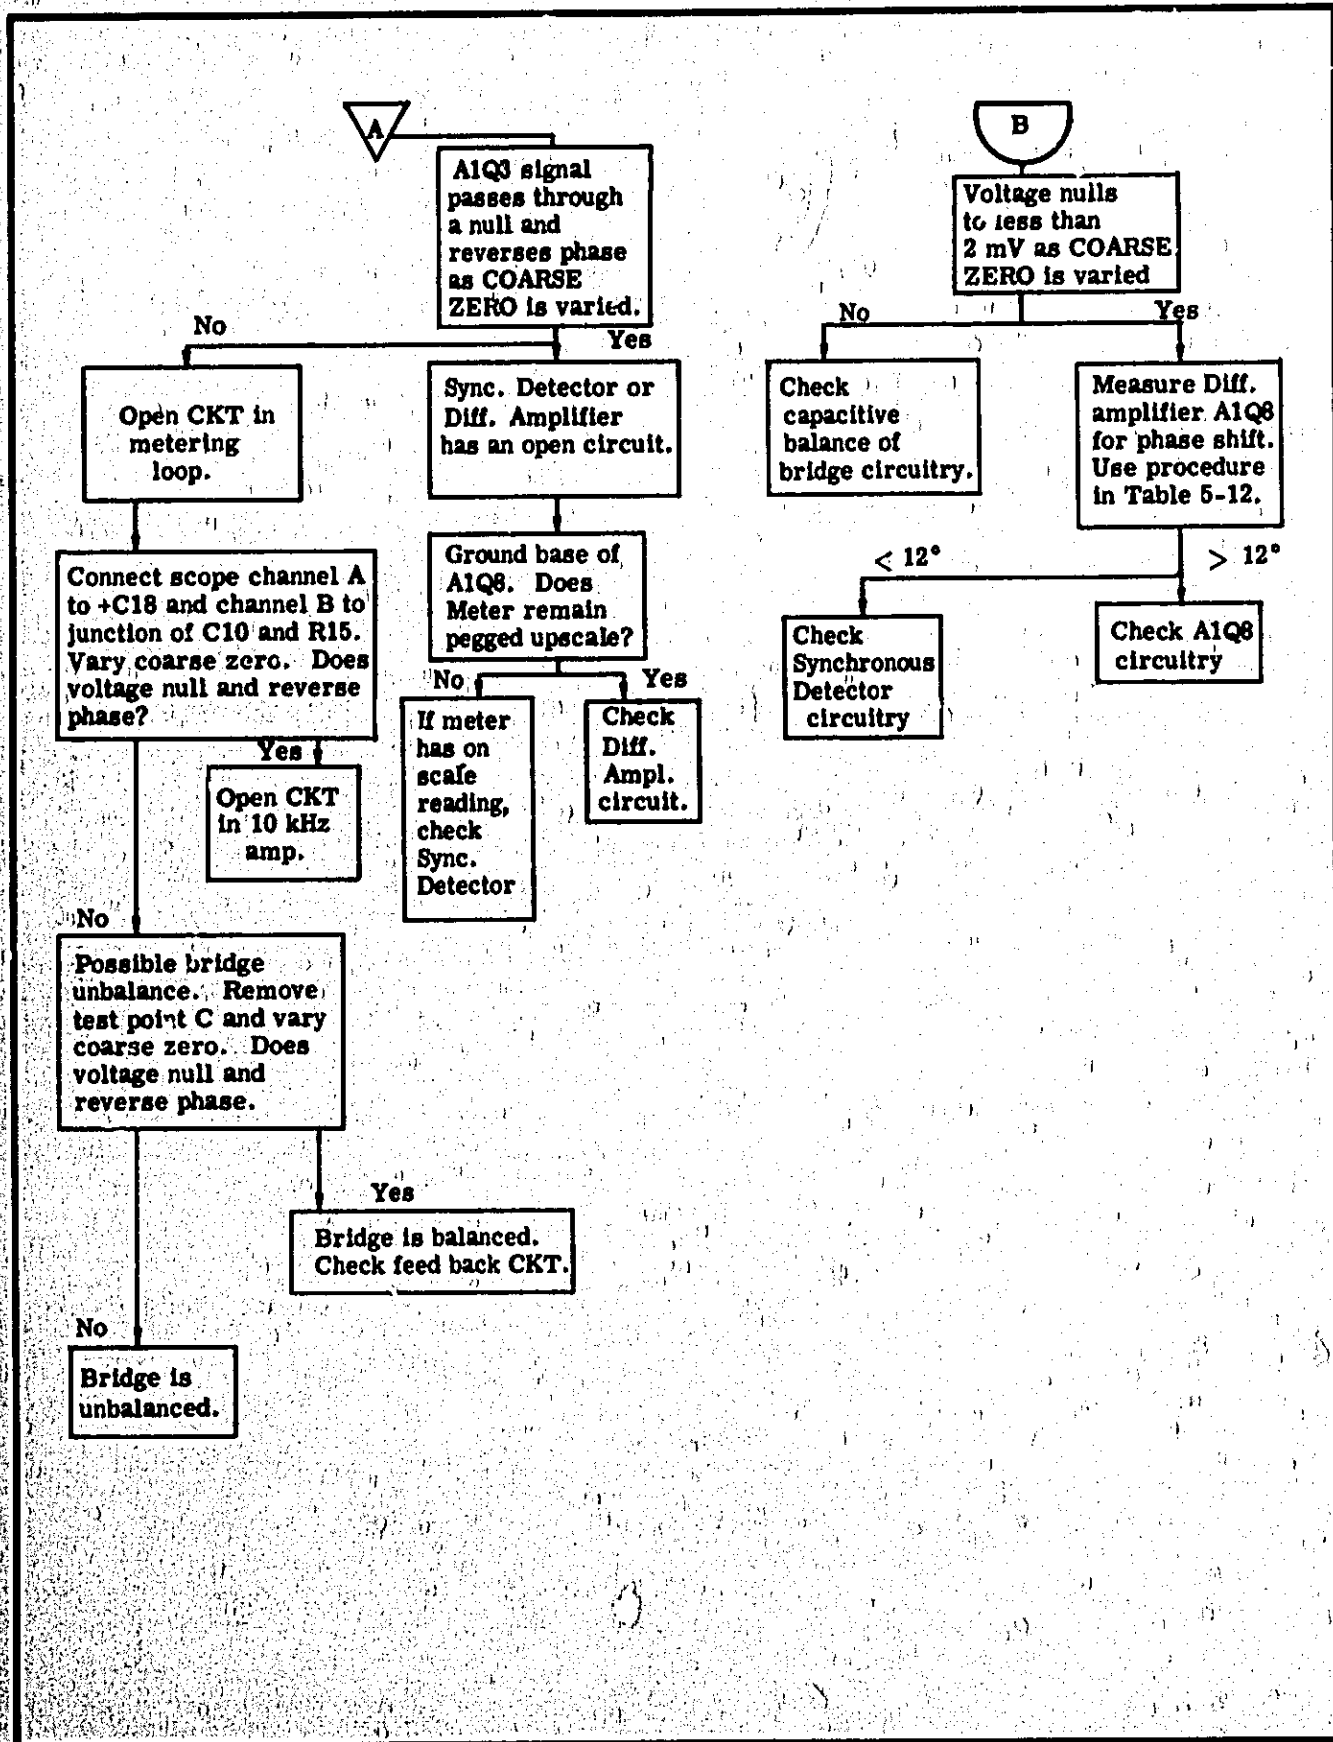 A
A1Q3 signal
passes through
a null and
reverses phase
as COARSE
ZERO is varied.
No
Yes
Open CKT in
metering
loop.
Sync. Detector or
Diff. Amplifier
has an open circuit.
Connect scope channel A
to +C18 and channel B to
junction of C10 and R15.
Vary coarse zero. Does
voltage null and reverse
phase?
Ground base of
A1Q8. Does
Meter remain
pegged upscale?
Yes
Open CKT
in 10 kHz
amp.
No
Yes
If meter
has on
scale
reading,
check
Sync.
Detector
Check
Diff.
Ampl.
circuit.
No
Possible bridge
unbalance. Remove
test point C and vary
coarse zero. Does
voltage null and
reverse phase.
Yes
Bridge is balanced.
Check feed back CKT.
No
Bridge is
unbalanced.
B
Voltage nulls
to less than
2 mV as COARSE
ZERO is varied
No
Yes
Check
capacitive
balance of
bridge circuitry.
Measure Diff.
amplifier A1Q8
for phase shift.
Use procedure
in Table 5-12.
< 12°
> 12°
Check
Synchronous
Detector
circuitry
Check A1Q8
circuitry